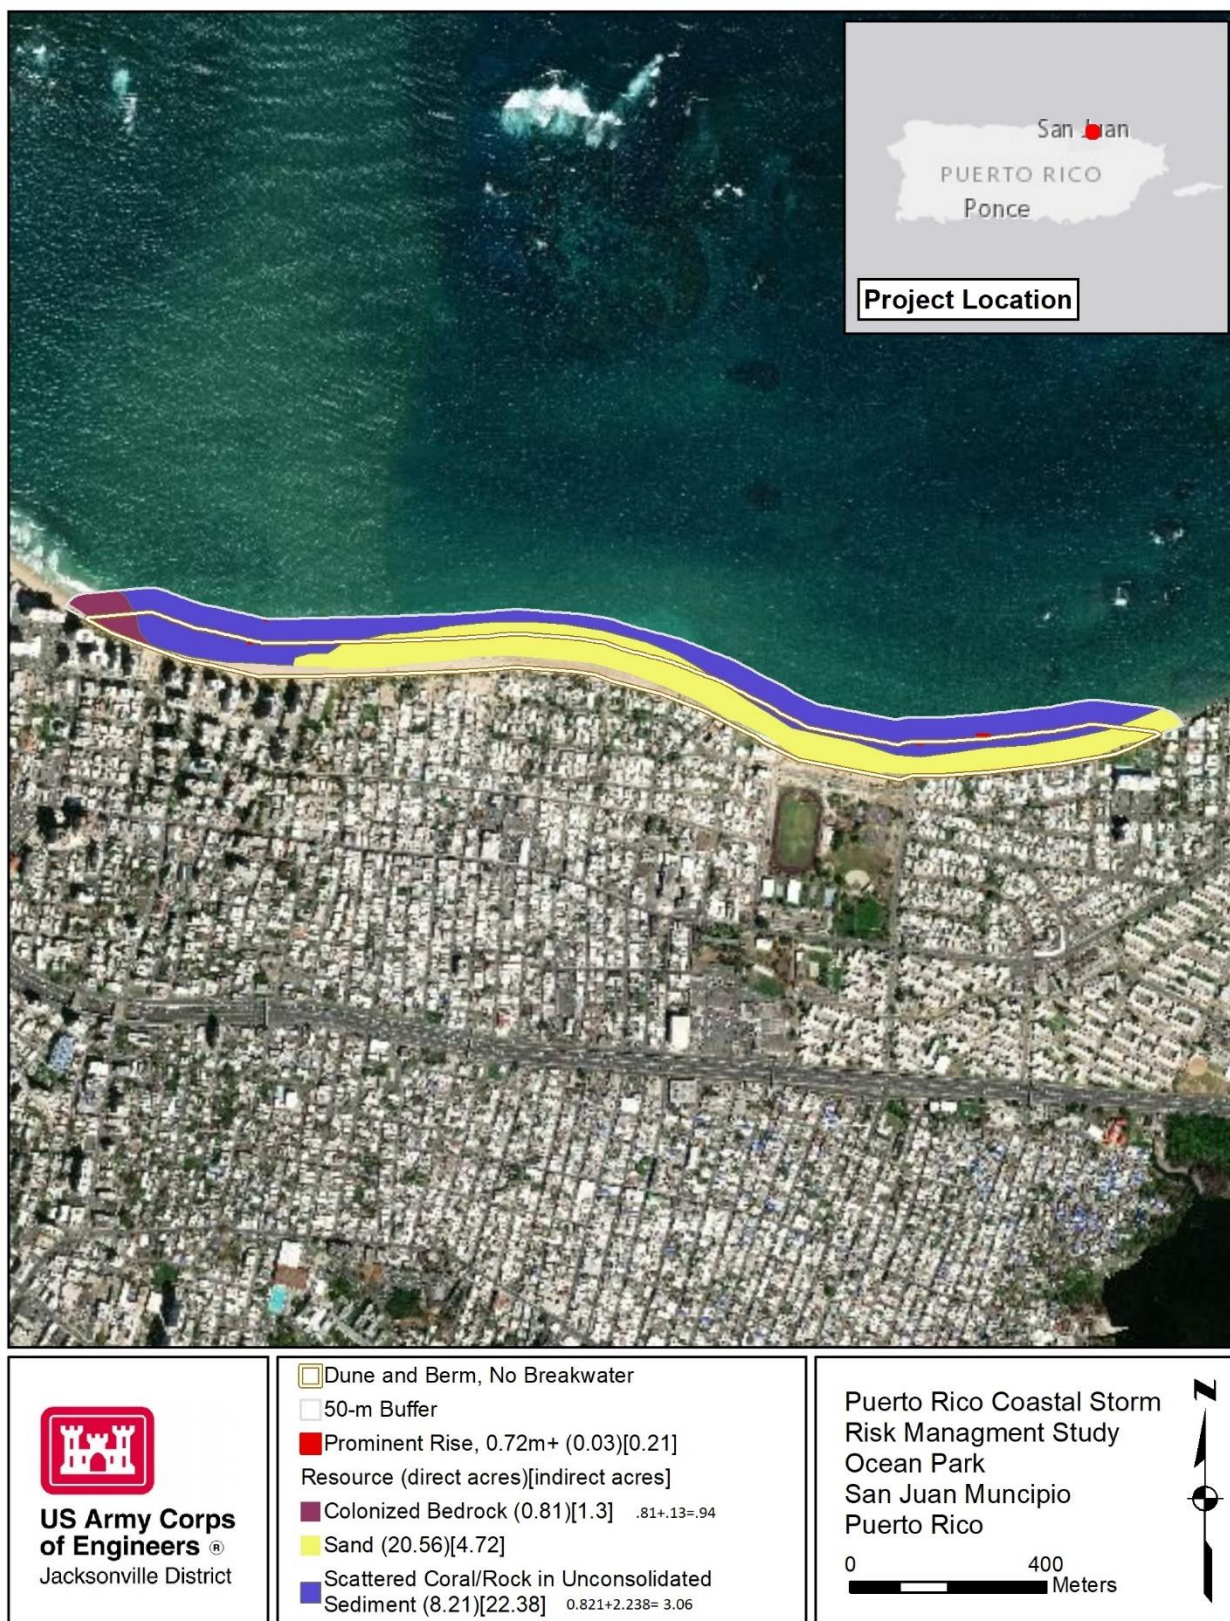 San Juan
PUERTO RICO
Ponce
Project Location
US Army Corps
of Engineers ®
Jacksonville District
Dune and Berm, No Breakwater
50-m Buffer
Prominent Rise, 0.72m+ (0.03)[0.21]
Resource (direct acres)[indirect acres]
Colonized Bedrock (0.81)[1.3] .81+.13=.94
Sand (20.56)[4.72]
Scattered Coral/Rock in Unconsolidated
Sediment (8.21)[22.38] 0.821+2.238= 3.06
Puerto Rico Coastal Storm
Risk Managment Study
Ocean Park
San Juan Muncipio
Puerto Rico
0 400
Meters
N